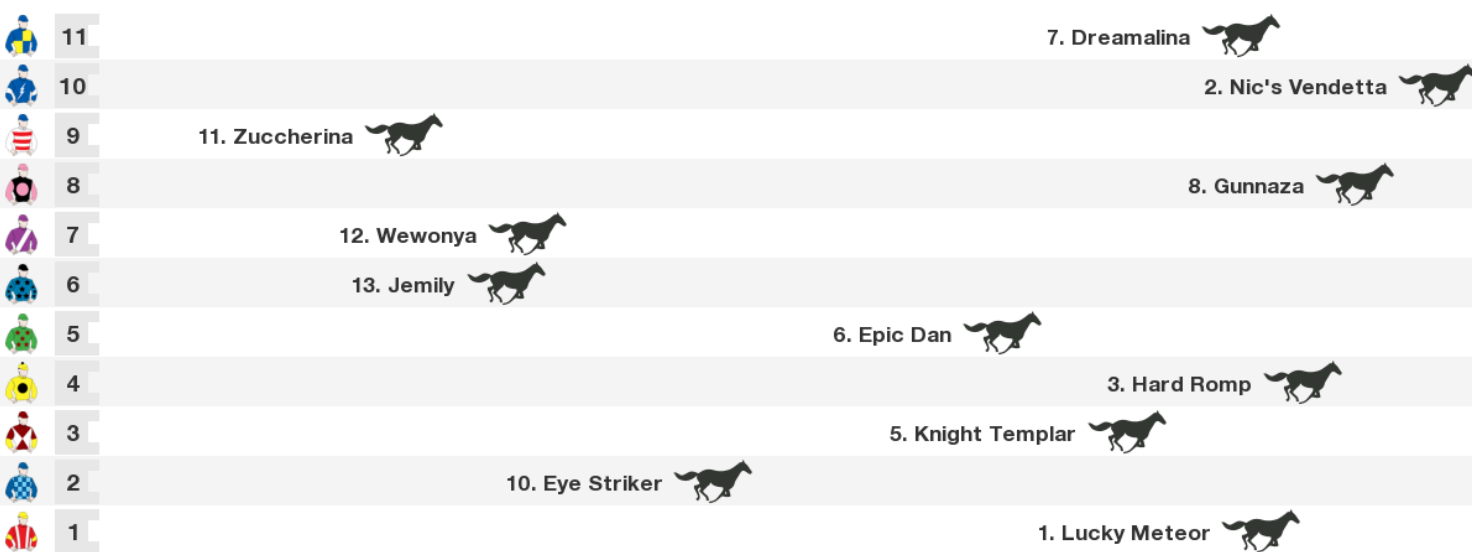 11 7. Dreamalina
10 2. Nic's Vendetta
9 11. Zuccherina
8 8. Gunnaza
7 12. Wewonya
6 13. Jemily
5 6. Epic Dan
4 3. Hard Romp
3 5. Knight Templar
2 10. Eye Striker
1 1. Lucky Meteor